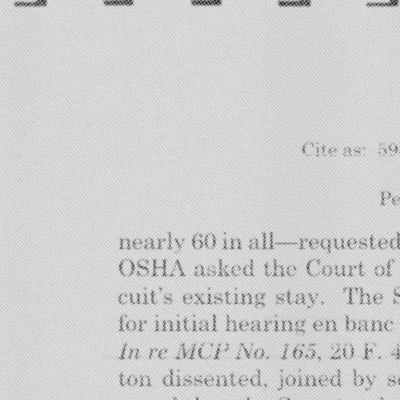 Cite as: 59
Pe
nearly 60 in all—requested
OSHA asked the Court of
cuit's existing stay. The S
for initial hearing en banc
In re MCP No. 165, 20 F. 4
ton dissented, joined by se